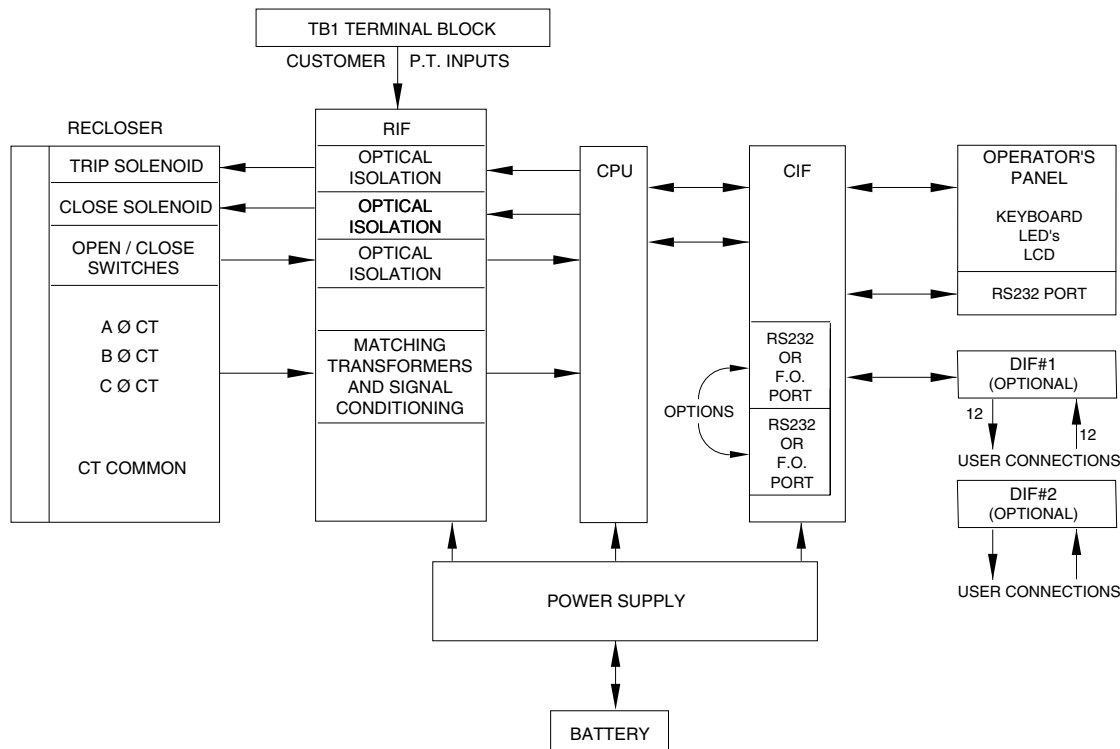 TB1 TERMINAL BLOCK
CUSTOMER P.T. INPUTS
RECLOSER
TRIP SOLENOID
CLOSE SOLENOID
OPEN / CLOSE
SWITCHES
A Ø CT
B Ø CT
C Ø CT
CT COMMON
RIF
OPTICAL
ISOLATION
OPTICAL
ISOLATION
OPTICAL
ISOLATION
MATCHING
TRANSFORMERS
AND SIGNAL
CONDITIONING
CPU
CIF
RS232
OR
F.O.
PORT
OPTIONS
RS232
OR
F.O.
PORT
OPERATOR'S
PANEL
KEYBOARD
LED's
LCD
RS232 PORT
DIF#1
(OPTIONAL)
12
12
USER CONNECTIONS
DIF#2
(OPTIONAL)
USER CONNECTIONS
POWER SUPPLY
BATTERY